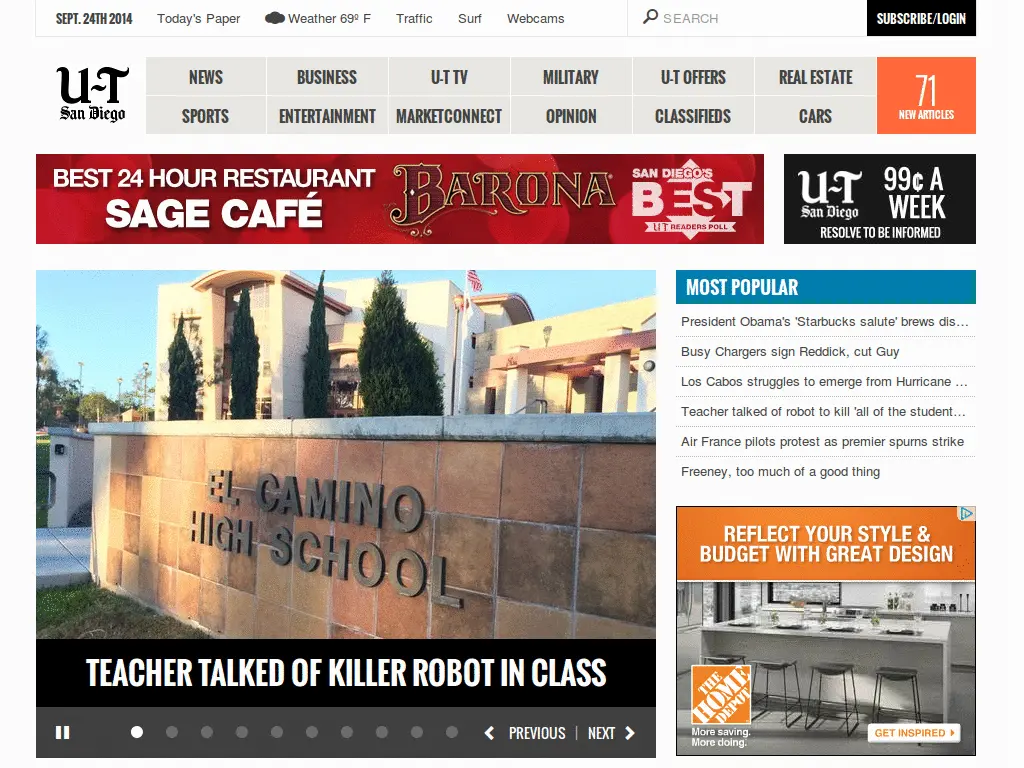 SEPT. 24TH 2014
Today's Paper
Weather 69º F
Traffic
Surf
Webcams
SEARCH
SUBSCRIBE/LOGIN
U-T
San Diego
NEWS
BUSINESS
U-T TV
MILITARY
U-T OFFERS
REAL ESTATE
SPORTS
ENTERTAINMENT
MARKETCONNECT
OPINION
CLASSIFIEDS
CARS
71
NEW ARTICLES
BEST 24 HOUR RESTAURANT
SAGE CAFÉ
BARONA
SAN DIEGO'S
BEST
UT READERS POLL
U-T
San Diego
99¢ A
WEEK
RESOLVE TO BE INFORMED
EL CAMINO
HIGH SCHOOL
TEACHER TALKED OF KILLER ROBOT IN CLASS
PREVIOUS | NEXT
MOST POPULAR
President Obama's 'Starbucks salute' brews dis...
Busy Chargers sign Reddick, cut Guy
Los Cabos struggles to emerge from Hurricane ...
Teacher talked of robot to kill 'all of the student...
Air France pilots protest as premier spurns strike
Freeney, too much of a good thing
REFLECT YOUR STYLE &
BUDGET WITH GREAT DESIGN
THE
HOME
DEPOT
More saving.
More doing.
GET INSPIRED